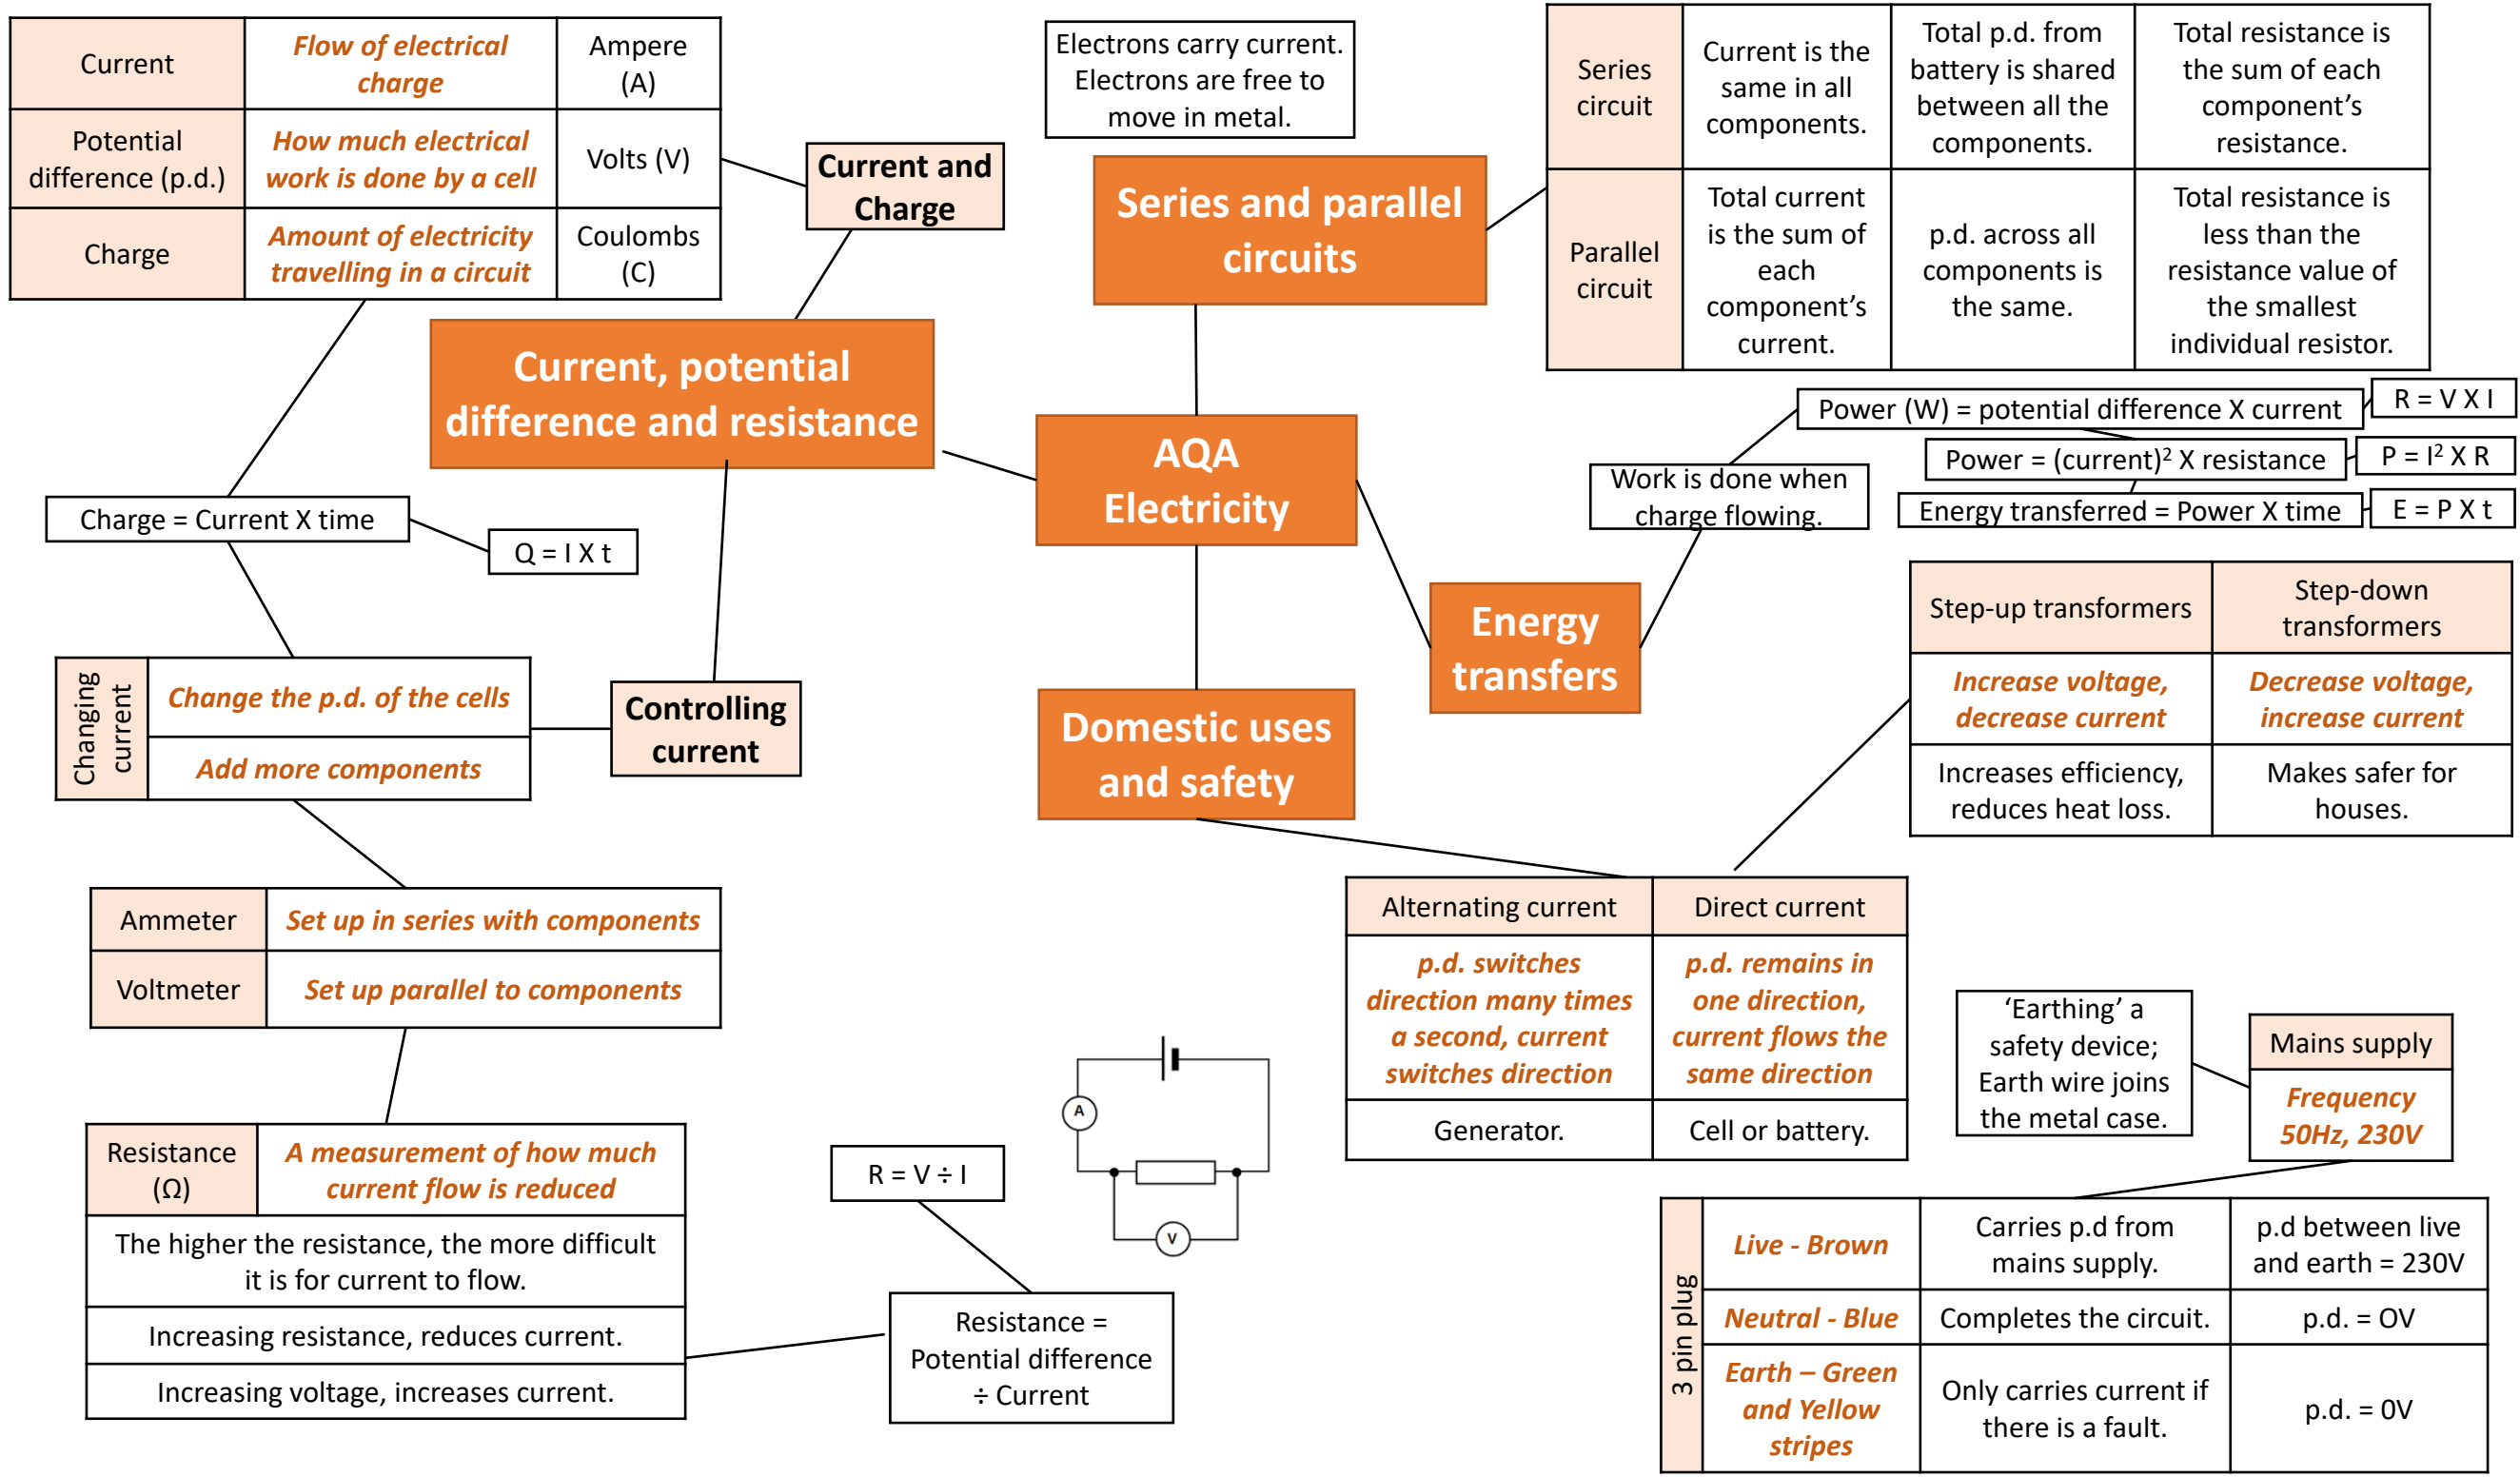 Current
Flow of electrical
charge
Ampere
(A)
Potential
difference (p.d.)
How much electrical
work is done by a cell
Volts (V)
Charge
Amount of electricity
travelling in a circuit
Coulombs
(C)
Current and
Charge
Electrons carry current.
Electrons are free to
move in metal.
Series and parallel
circuits
Series
circuit
Current is the
same in all
components.
Total p.d. from
battery is shared
between all the
components.
Total resistance is
the sum of each
component’s
resistance.
Parallel
circuit
Total current
is the sum of
each
component’s
current.
p.d. across all
components is
the same.
Total resistance is
less than the
resistance value of
the smallest
individual resistor.
Current, potential
difference and resistance
AQA
Electricity
Power (W) = potential difference X current
R = V X I
Power = (current)² X resistance
P = I² X R
Energy transferred = Power X time
E = P X t
Work is done when
charge flowing.
Charge = Current X time
Q = I X t
Energy
transfers
Step-up transformers
Step-down
transformers
Increase voltage,
decrease current
Decrease voltage,
increase current
Increases efficiency,
reduces heat loss.
Makes safer for
houses.
Changing
current
Change the p.d. of the cells
Add more components
Controlling
current
Domestic uses
and safety
Ammeter
Set up in series with components
Voltmeter
Set up parallel to components
Alternating current
Direct current
p.d. switches
direction many times
a second, current
switches direction
p.d. remains in
one direction,
current flows the
same direction
Generator.
Cell or battery.
‘Earthing’ a
safety device;
Earth wire joins
the metal case.
Mains supply
Frequency
50Hz, 230V
A
V
Resistance
(Ω)
A measurement of how much
current flow is reduced
The higher the resistance, the more difficult
it is for current to flow.
Increasing resistance, reduces current.
Increasing voltage, increases current.
R = V ÷ I
Resistance =
Potential difference
÷ Current
3 pin plug
Live - Brown
Carries p.d from
mains supply.
p.d between live
and earth = 230V
Neutral - Blue
Completes the circuit.
p.d. = OV
Earth – Green
and Yellow
stripes
Only carries current if
there is a fault.
p.d. = 0V